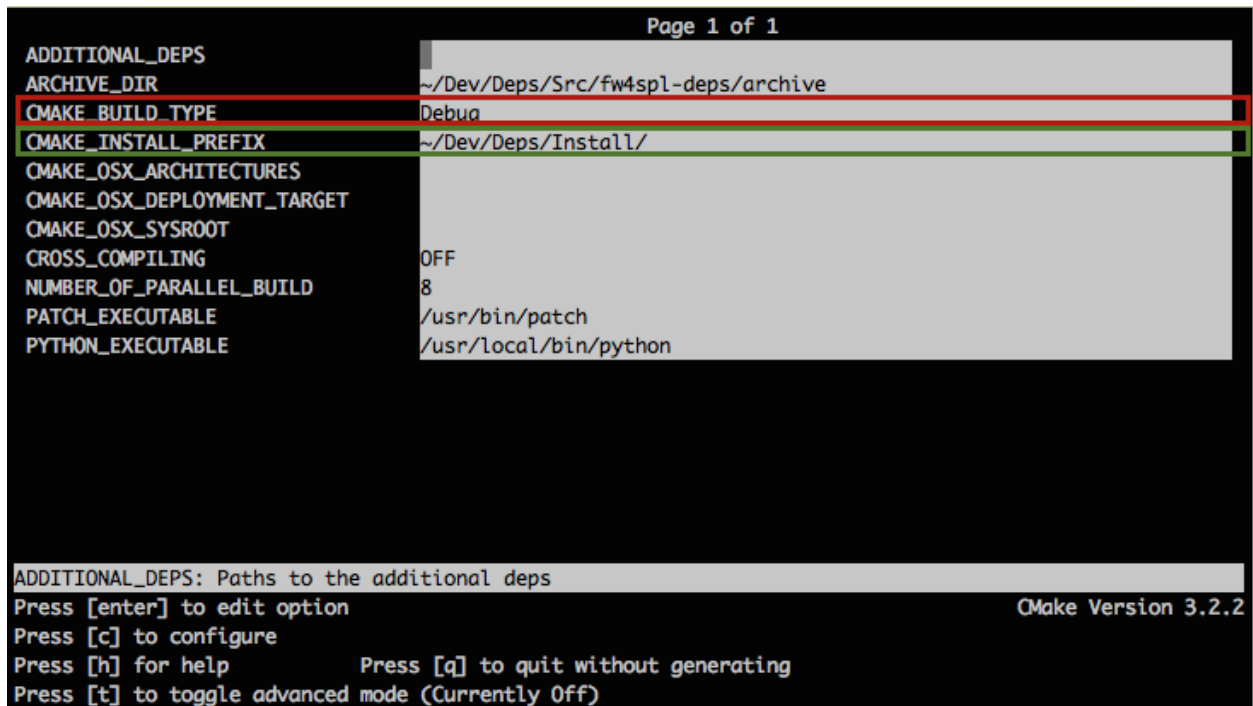 Page 1 of 1
ADDITIONAL_DEPS
ARCHIVE_DIR ~/Dev/Deps/Src/fw4spl-deps/archive
CMAKE_BUILD_TYPE Debug
CMAKE_INSTALL_PREFIX ~/Dev/Deps/Install/
CMAKE_OSX_ARCHITECTURES
CMAKE_OSX_DEPLOYMENT_TARGET
CMAKE_OSX_SYSROOT
CROSS_COMPILING OFF
NUMBER_OF_PARALLEL_BUILD 8
PATCH_EXECUTABLE /usr/bin/patch
PYTHON_EXECUTABLE /usr/local/bin/python
ADDITIONAL_DEPS: Paths to the additional deps
Press [enter] to edit option CMake Version 3.2.2
Press [c] to configure
Press [h] for help Press [q] to quit without generating
Press [t] to toggle advanced mode (Currently Off)